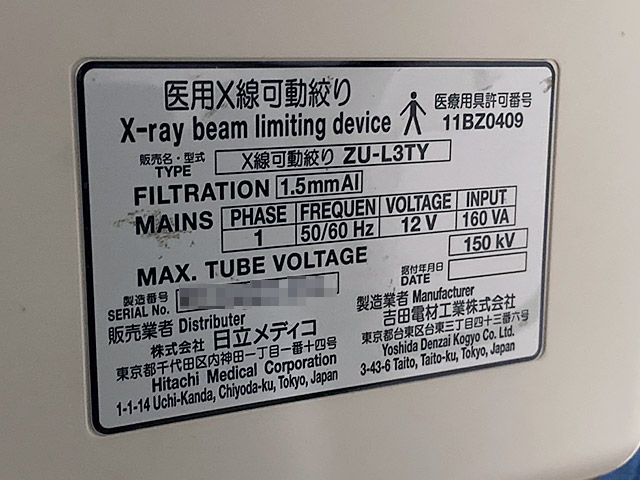 医用X線可動絞り
X-ray beam limiting device
医療用具許可番号
11BZ0409
販売名・型式
TYPE
X線可動絞り ZU-L3TY
FILTRATION 1.5mmAl
MAINS
PHASE FREQUEN VOLTAGE INPUT
1 50/60 Hz 12 V 160 VA
MAX. TUBE VOLTAGE 150 kV
製造番号
SERIAL No.
据付年月日
DATE
販売業者 Distributer
株式会社 日立メディコ
東京都千代田区内神田一丁目一番十四号
Hitachi Medical Corporation
1-1-14 Uchi-Kanda, Chiyoda-ku, Tokyo, Japan
製造業者 Manufacturer
吉田電材工業株式会社
東京都台東区台東三丁目四十三番六号
Yoshida Denzai Kogyo Co. Ltd.
3-43-6 Taito, Taito-ku, Tokyo, Japan